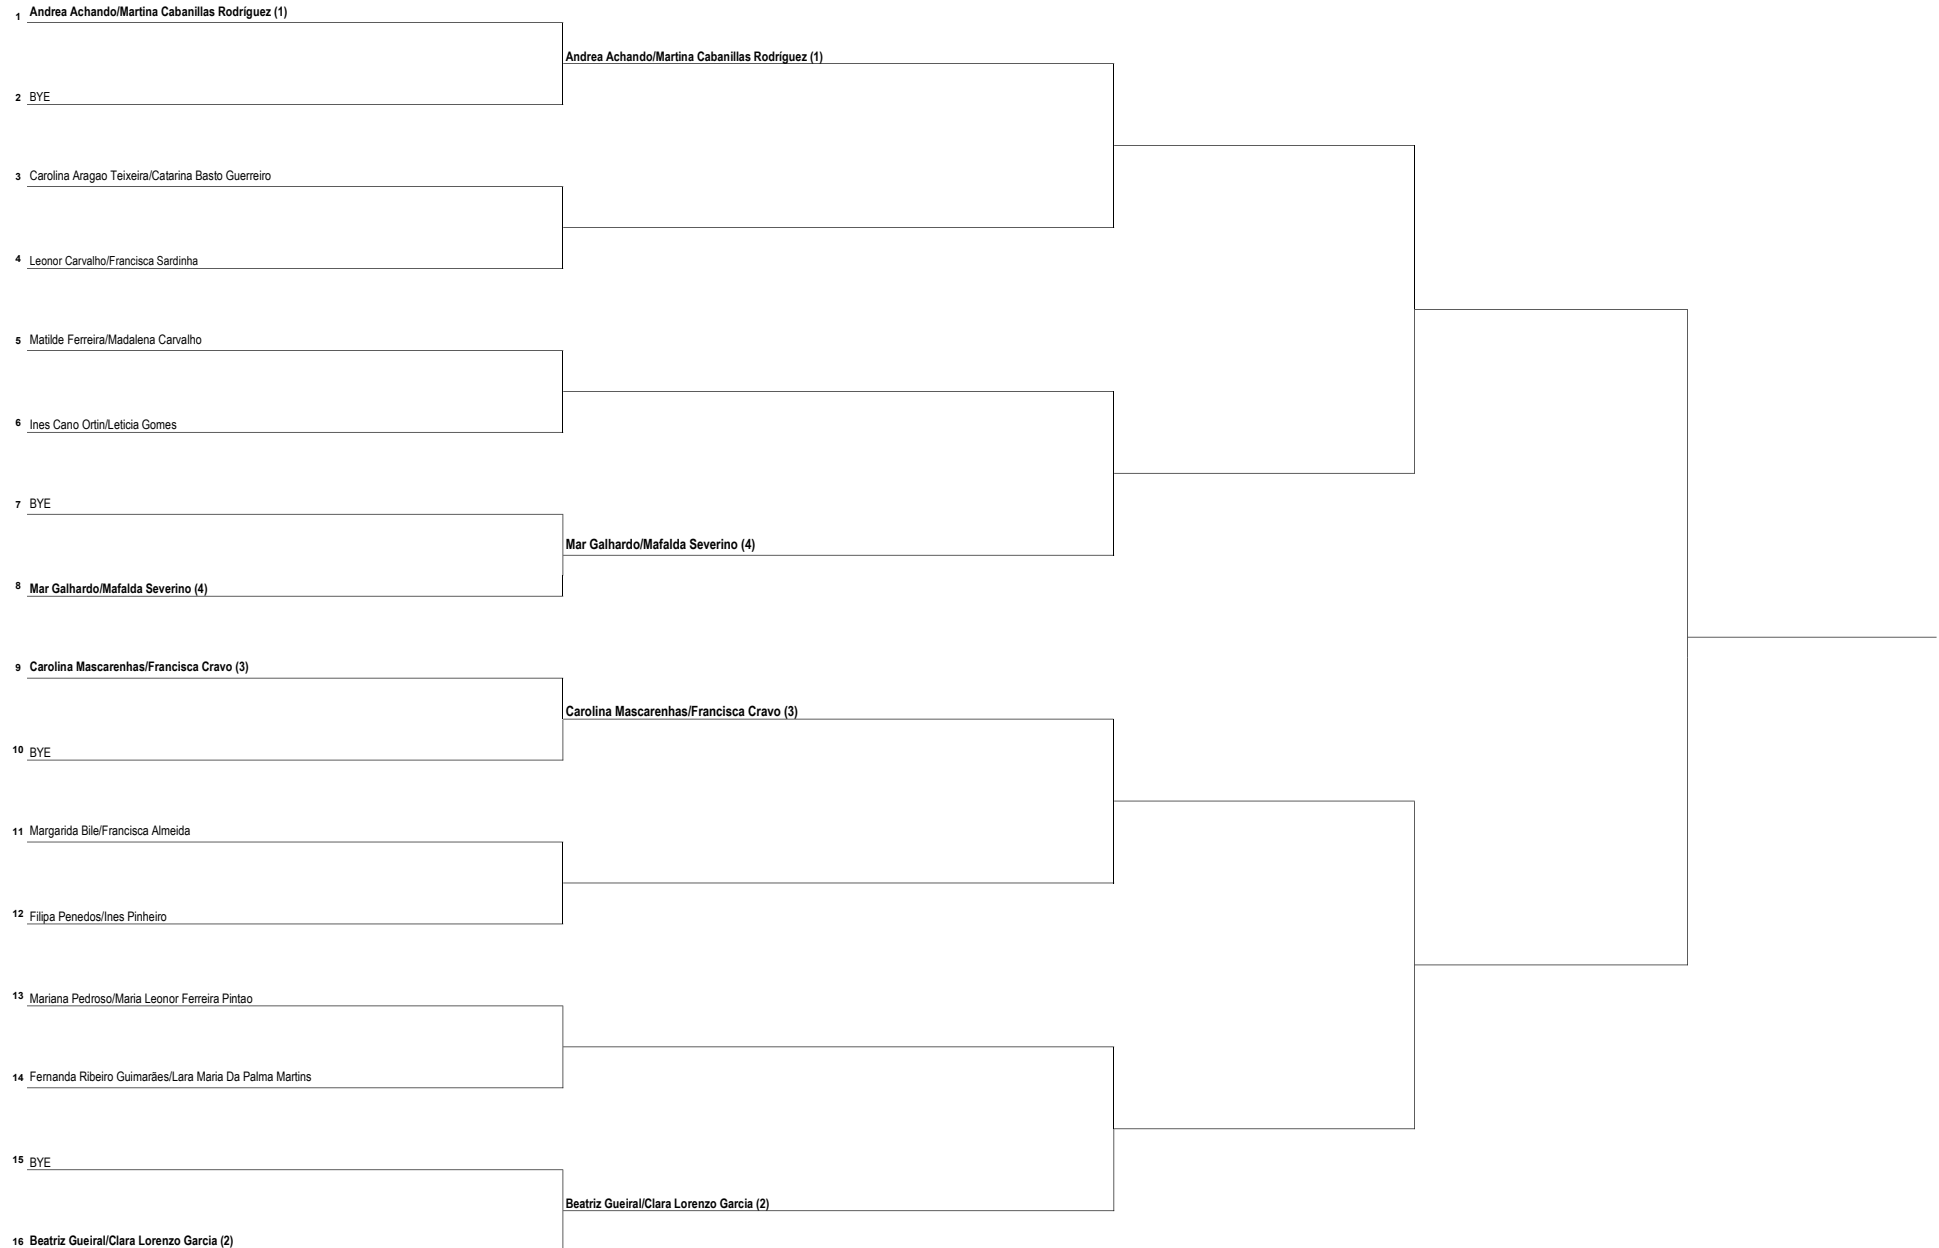 1 Andrea Achando/Martina Cabanillas Rodríguez (1)
Andrea Achando/Martina Cabanillas Rodríguez (1)
2 BYE
3 Carolina Aragao Teixeira/Catarina Basto Guerreiro
4 Leonor Carvalho/Francisca Sardinha
5 Matilde Ferreira/Madalena Carvalho
6 Ines Cano Ortin/Leticia Gomes
7 BYE
Mar Galhardo/Mafalda Severino (4)
8 Mar Galhardo/Mafalda Severino (4)
9 Carolina Mascarenhas/Francisca Cravo (3)
Carolina Mascarenhas/Francisca Cravo (3)
10 BYE
11 Margarida Bile/Francisca Almeida
12 Filipa Penedos/Ines Pinheiro
13 Mariana Pedroso/Maria Leonor Ferreira Pintao
14 Fernanda Ribeiro Guimarães/Lara Maria Da Palma Martins
15 BYE
Beatriz Gueiral/Clara Lorenzo Garcia (2)
16 Beatriz Gueiral/Clara Lorenzo Garcia (2)